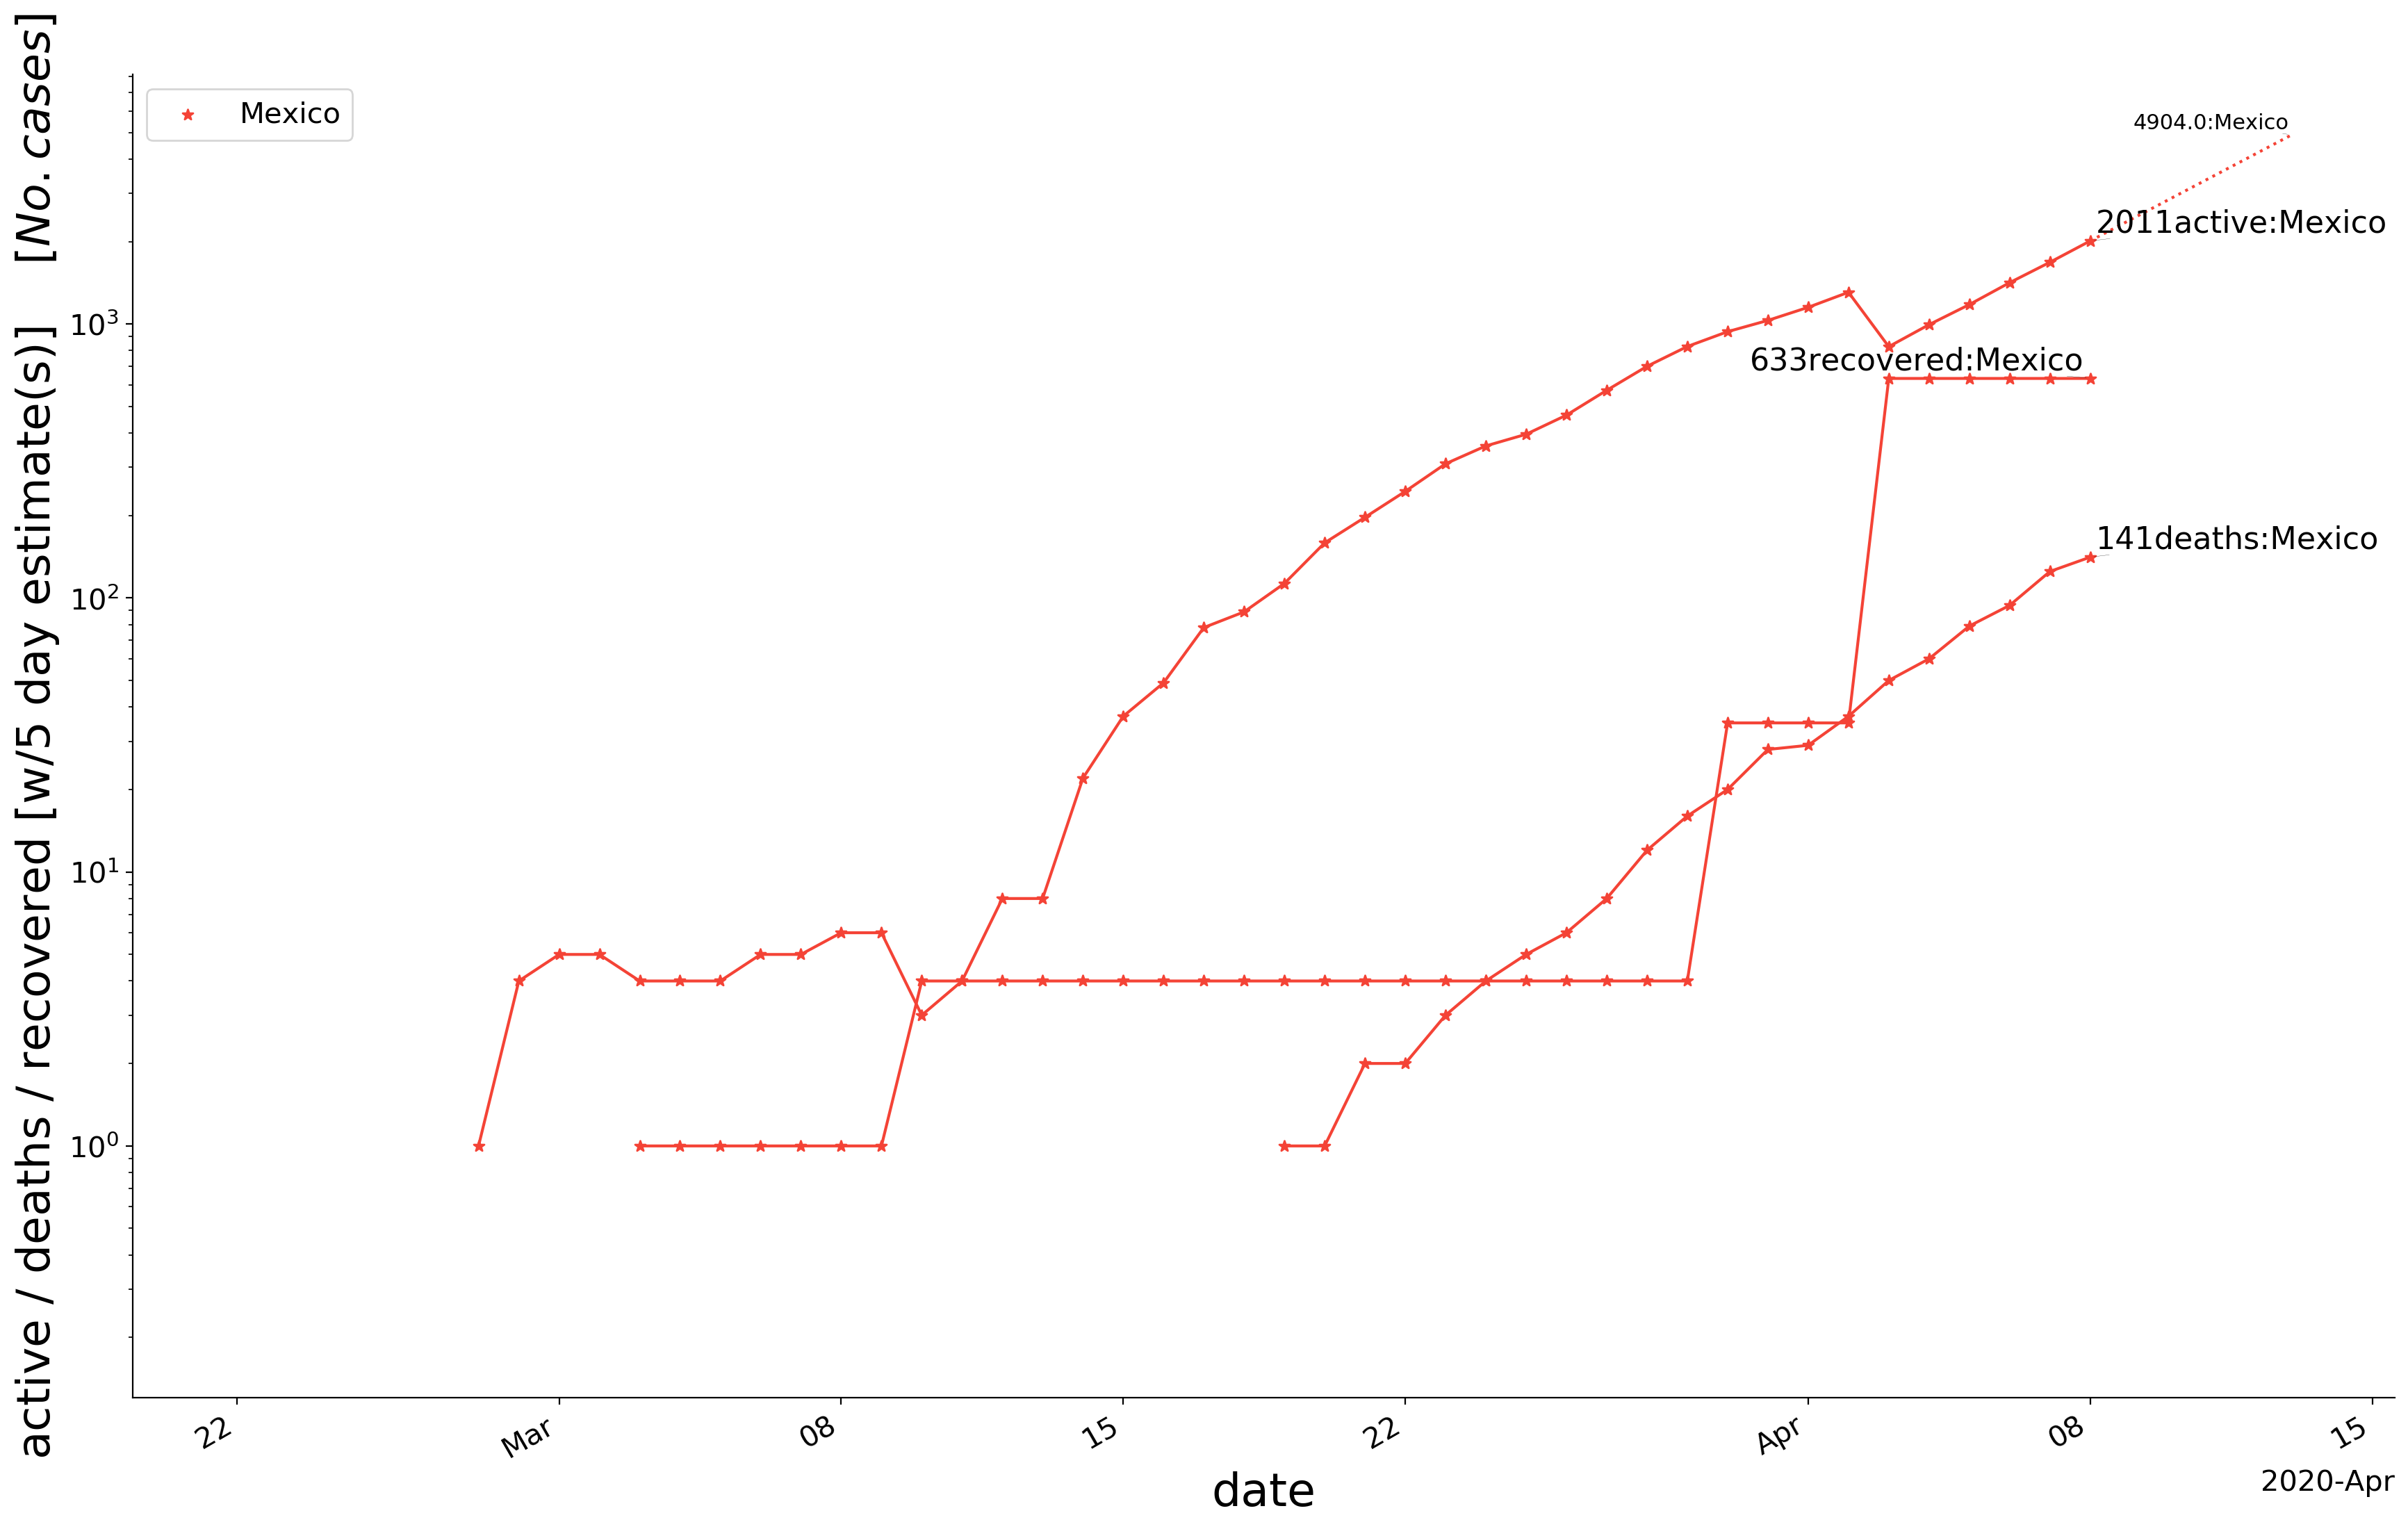 active / deaths / recovered [w/5 day estimate(s)] [No. cases]
Mexico
4904.0:Mexico
2011active:Mexico
633recovered:Mexico
141deaths:Mexico
10³
10²
10¹
10⁰
22 Mar 08 15 22 Apr 08 15
date
2020-Apr